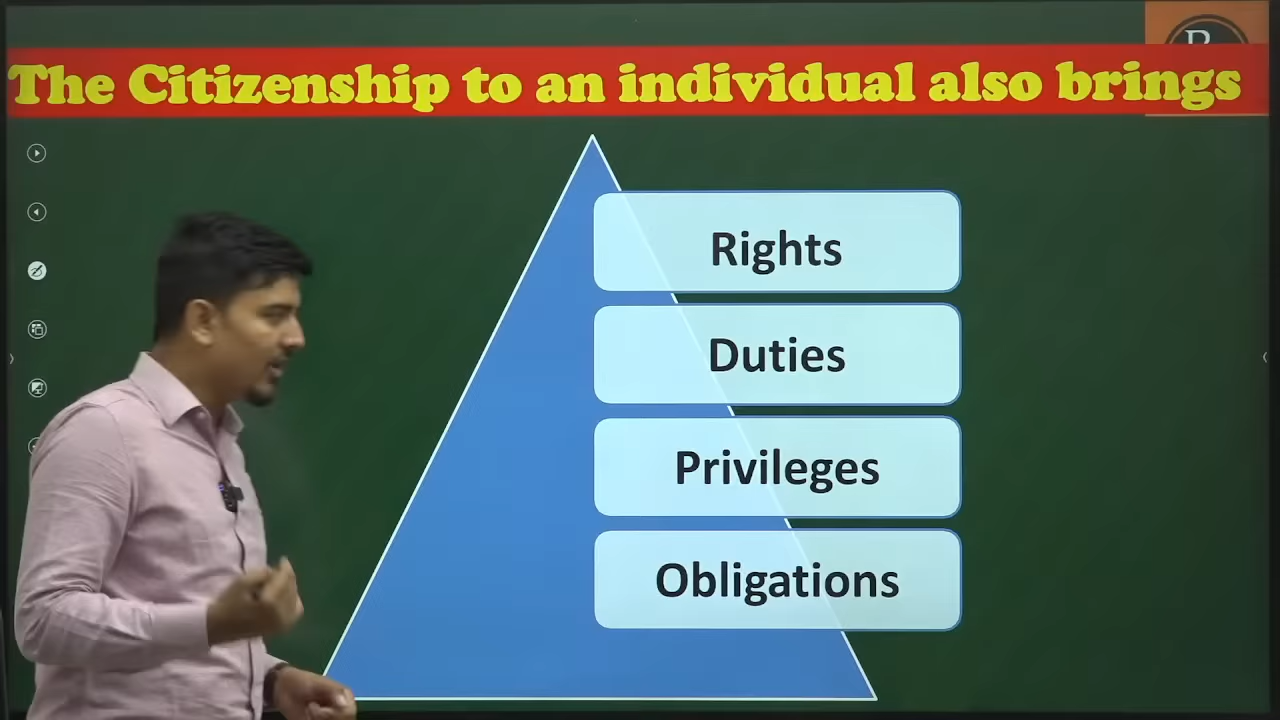 The Citizenship to an individual also brings
Rights
Duties
Privileges
Obligations